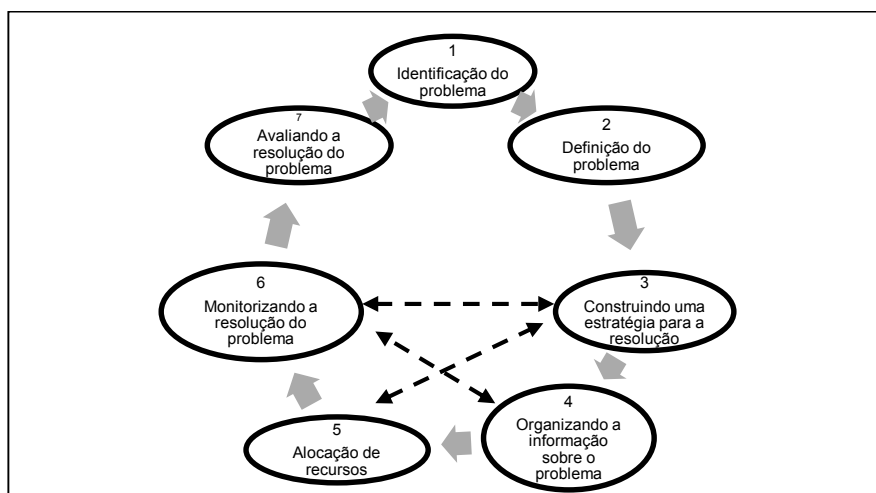 1
Identificação do
problema
2
Definição do
problema
3
Construindo uma
estratégia para a
resolução
4
Organizando a
informação
sobre o
problema
5
Alocação de
recursos
6
Monitorizando a
resolução do
problema
7
Avaliando a
resolução do
problema